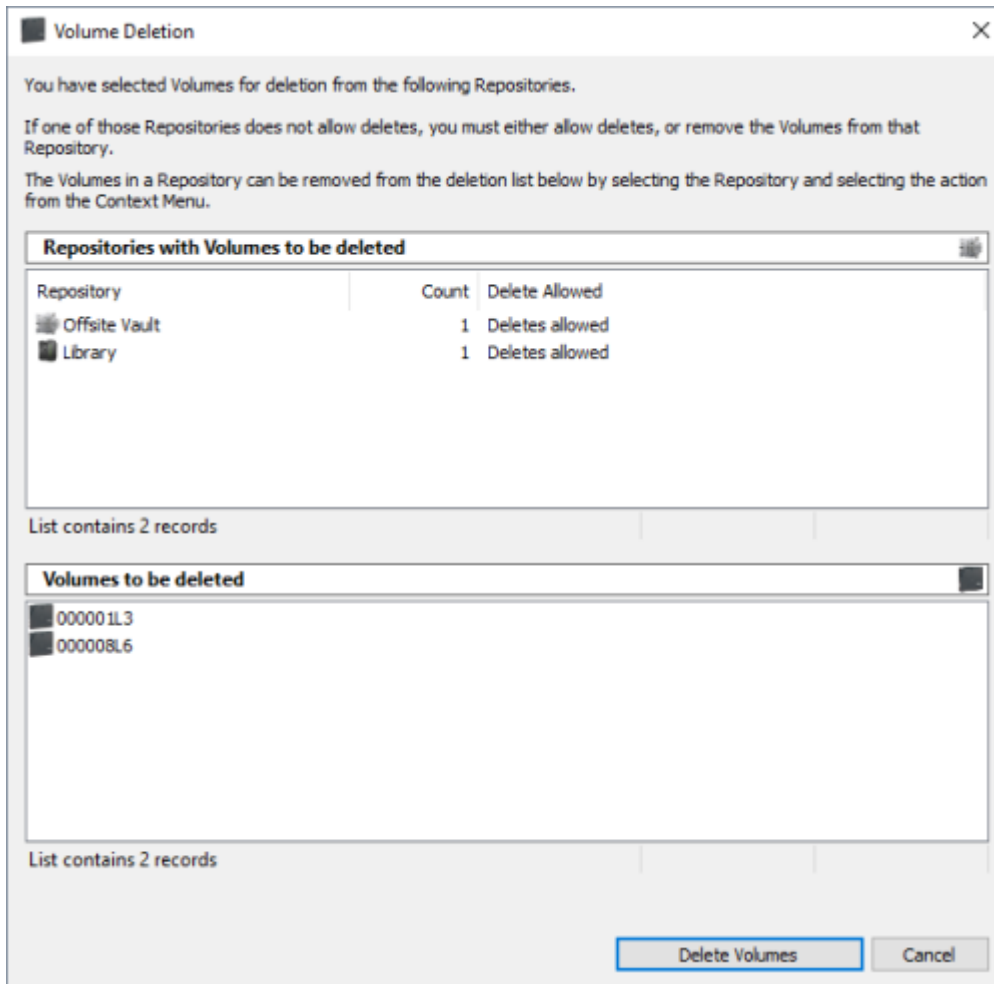 Volume Deletion
You have selected Volumes for deletion from the following Repositories.
If one of those Repositories does not allow deletes, you must either allow deletes, or remove the Volumes from that
Repository.
The Volumes in a Repository can be removed from the deletion list below by selecting the Repository and selecting the action
from the Context Menu.
Repositories with Volumes to be deleted
Repository Count Delete Allowed
Offsite Vault 1 Deletes allowed
Library 1 Deletes allowed
List contains 2 records
Volumes to be deleted
000001L3
000008L6
List contains 2 records
Delete Volumes Cancel